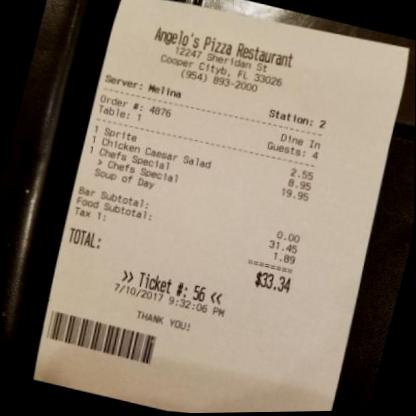 Angelo's Pizza Restaurant
12247 Sheridan St
Cooper Cityb, FL 33026
(954) 893-2000
Server: Melina Station: 2
Order #: 4876 Dine In
Table: 1 Guests: 4
1 Sprite 2.55
1 Chicken Caesar Salad 8.95
1 Chefs Special 19.95
> Chefs Special
Soup of Day
Bar Subtotal: 0.00
Food Subtotal: 31.45
Tax 1: 1.89
========
TOTAL: $33.34
>> Ticket #: 56 <<
7/10/2017 9:32:06 PM
THANK YOU!